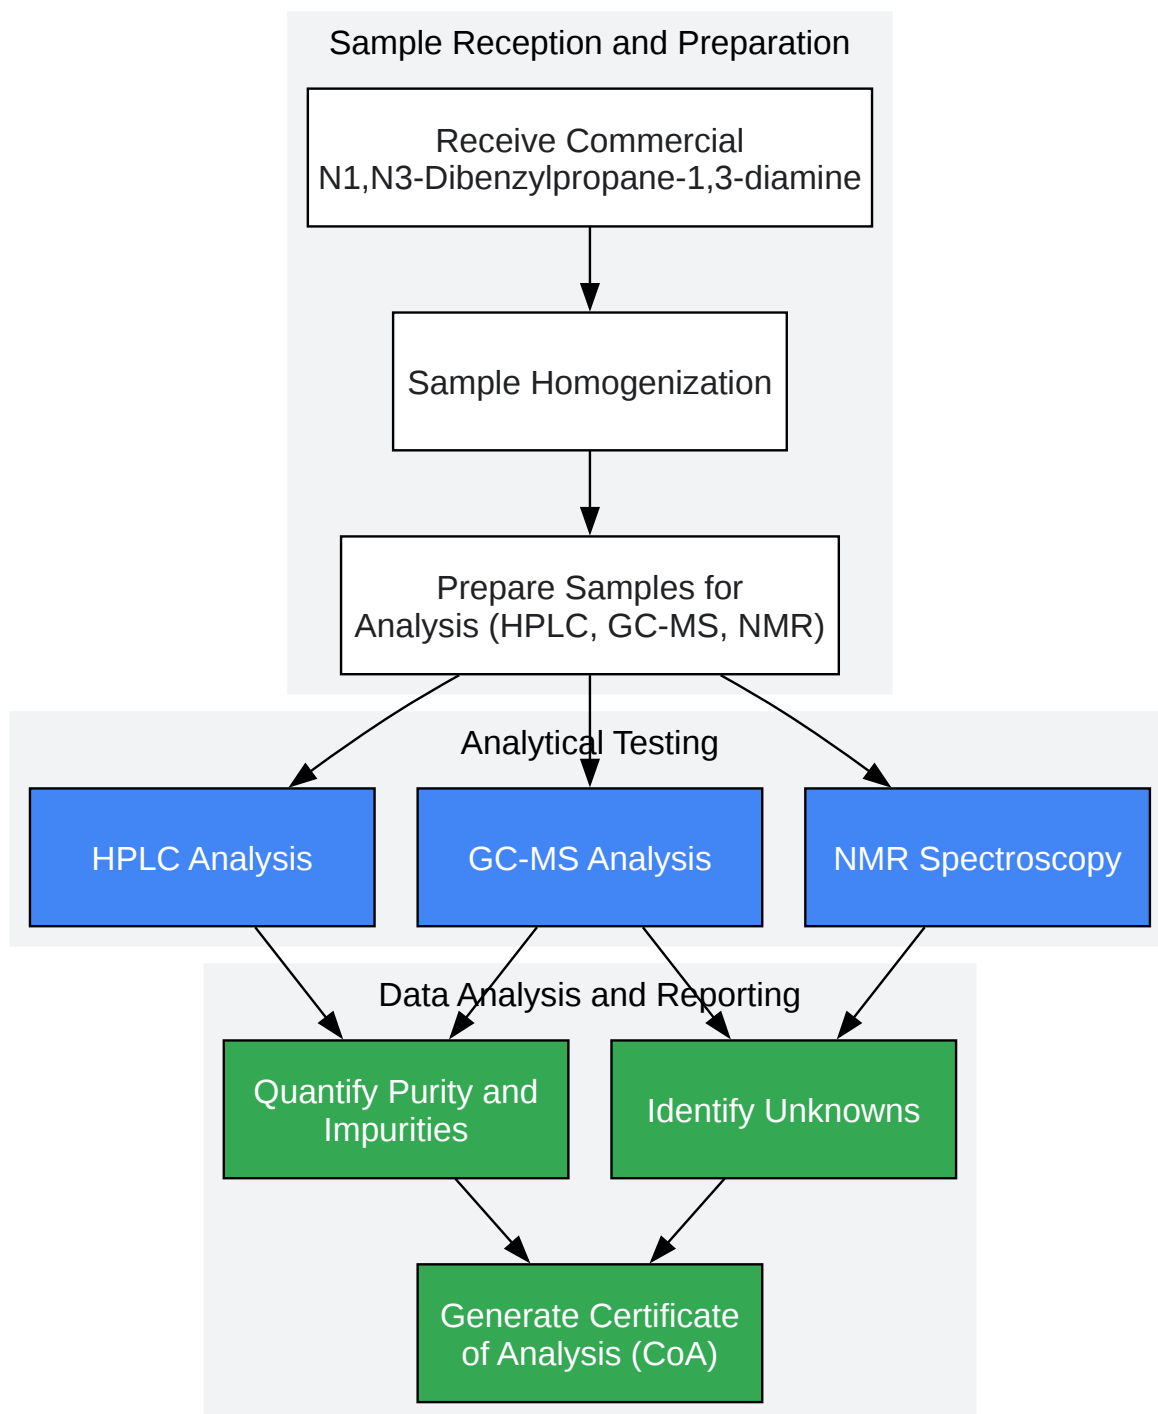 Sample Reception and Preparation
Receive Commercial
N1,N3-Dibenzylpropane-1,3-diamine
Sample Homogenization
Prepare Samples for
Analysis (HPLC, GC-MS, NMR)
Analytical Testing
HPLC Analysis
GC-MS Analysis
NMR Spectroscopy
Data Analysis and Reporting
Quantify Purity and
Impurities
Identify Unknowns
Generate Certificate
of Analysis (CoA)